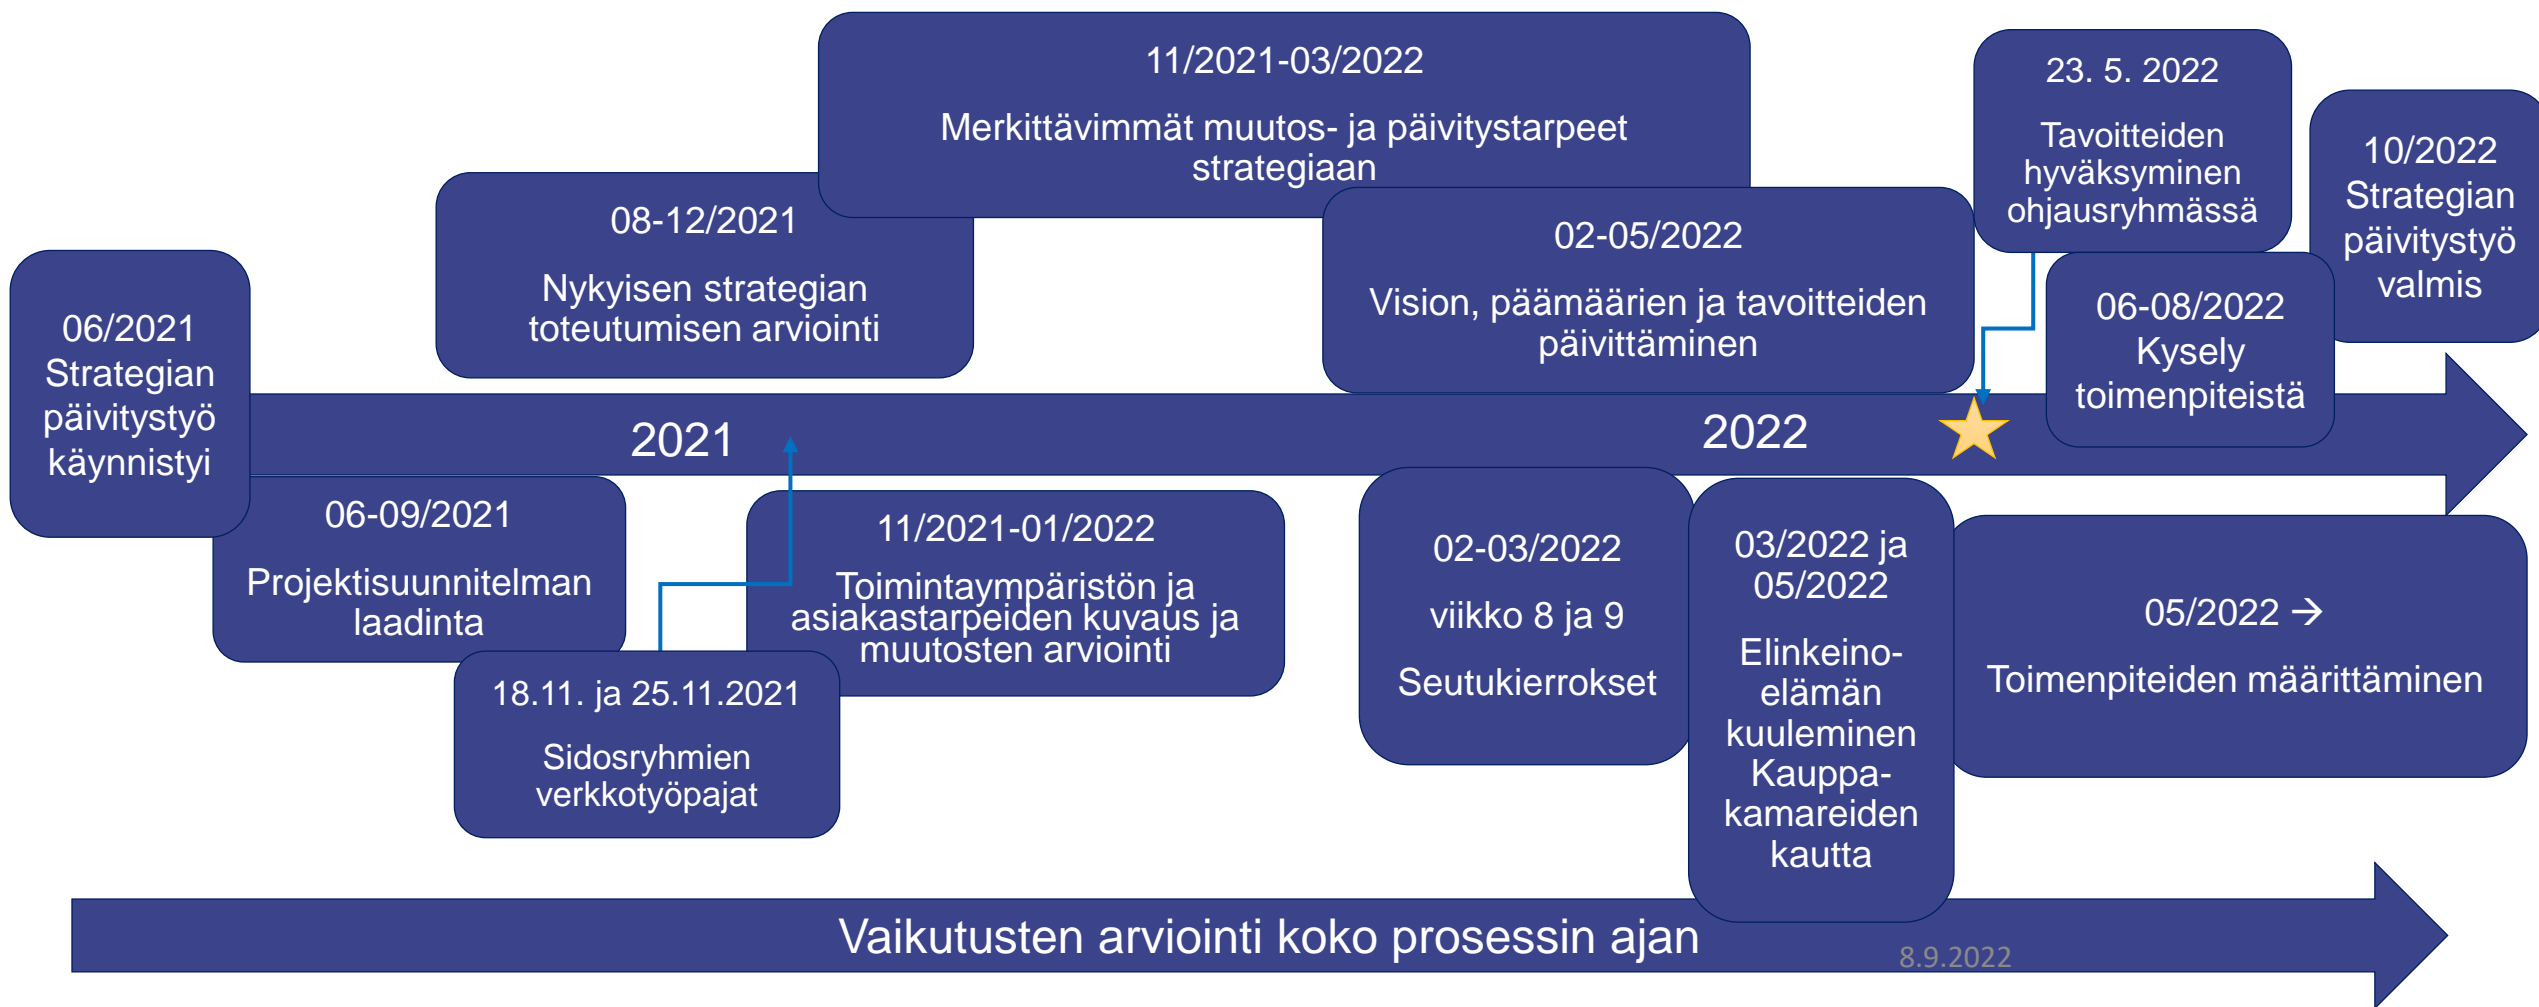 11/2021-03/2022
Merkittävimmät muutos- ja päivitystarpeet
strategiaan
23. 5. 2022
Tavoitteiden
hyväksyminen
ohjausryhmässä
10/2022
Strategian
päivitystyö
valmis
08-12/2021
Nykyisen strategian
toteutumisen arviointi
02-05/2022
Vision, päämäärien ja tavoitteiden
päivittäminen
06-08/2022
Kysely
toimenpiteistä
06/2021
Strategian
päivitystyö
käynnistyi
2021
2022
06-09/2021
Projektisuunnitelman
laadinta
11/2021-01/2022
Toimintaympäristön ja
asiakastarpeiden kuvaus ja
muutosten arviointi
18.11. ja 25.11.2021
Sidosryhmien
verkkotyöpajat
02-03/2022
viikko 8 ja 9
Seutukierrokset
03/2022 ja
05/2022
Elinkeino-
elämän
kuuleminen
Kauppa-
kamareiden
kautta
05/2022 →
Toimenpiteiden määrittäminen
Vaikutusten arviointi koko prosessin ajan
8.9.2022